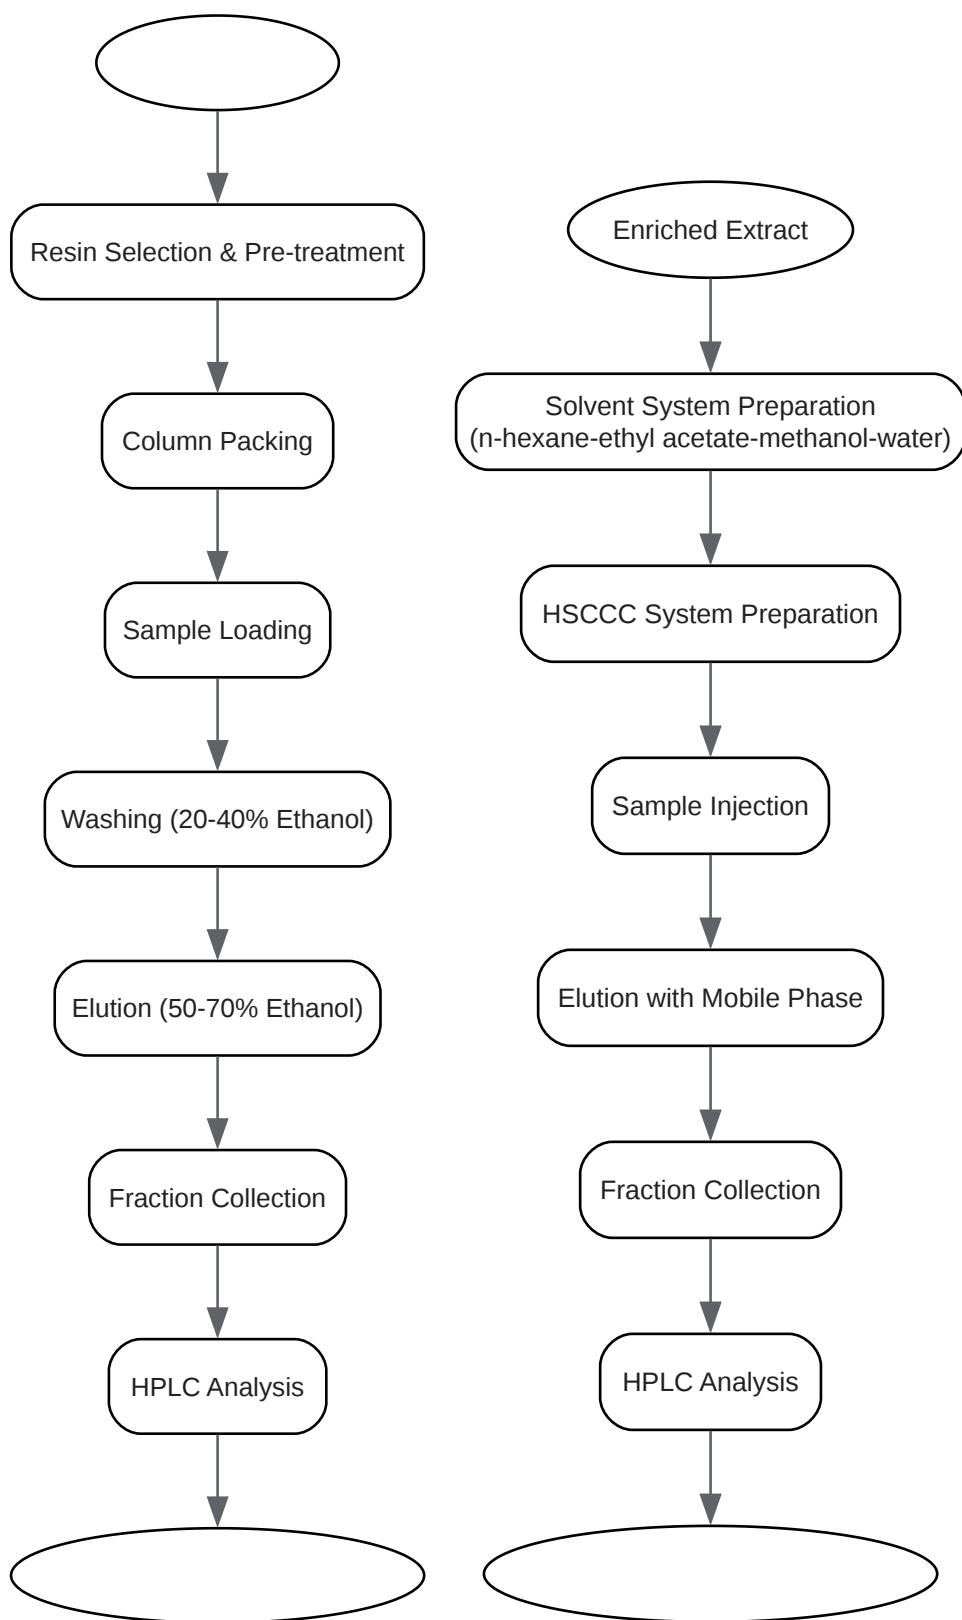 Resin Selection & Pre-treatment
Column Packing
Sample Loading
Washing (20-40% Ethanol)
Elution (50-70% Ethanol)
Fraction Collection
HPLC Analysis
Enriched Extract
Solvent System Preparation
(n-hexane-ethyl acetate-methanol-water)
HSCCC System Preparation
Sample Injection
Elution with Mobile Phase
Fraction Collection
HPLC Analysis